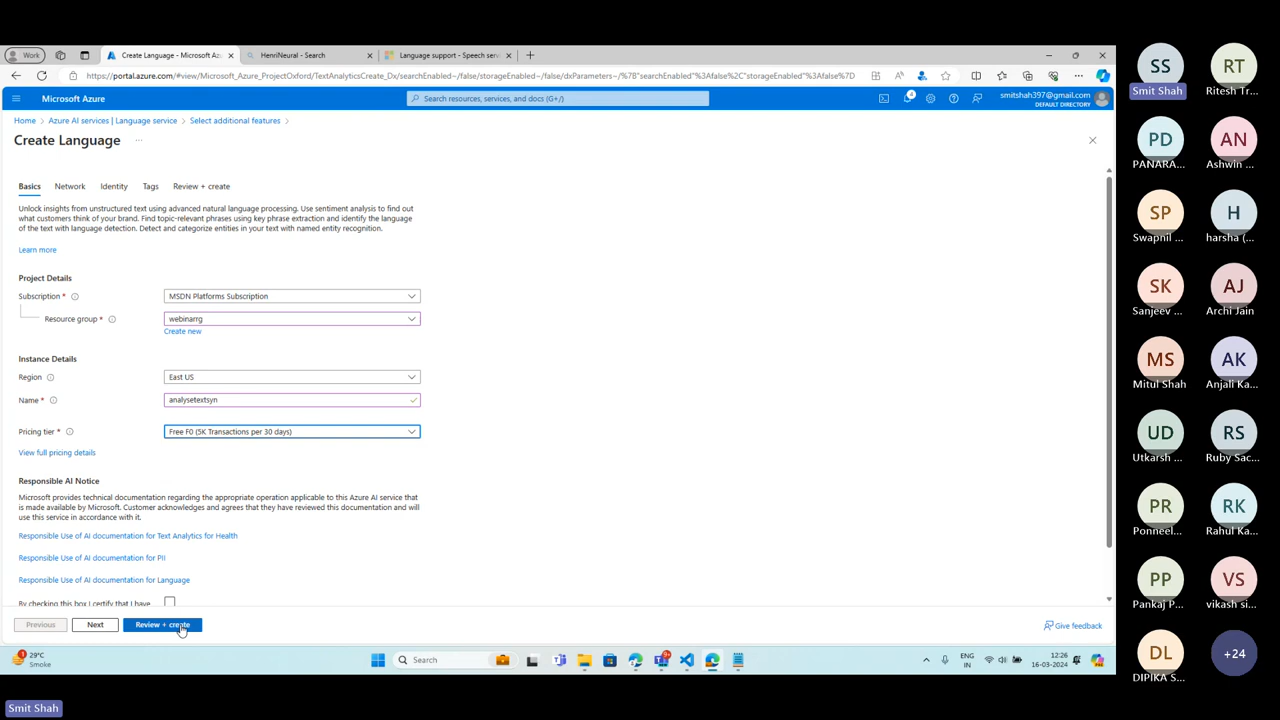 Work
Create Language - Microsoft Az
HenriNeural - Search
Language support - Speech serv
https://portal.azure.com/#view/Microsoft_Azure_ProjectOxford/TextAnalyticsCreate_Dx/searchEnabled~/false/storageEnabled~/false/dxParameters~/%7B"searchEnabled"%3Afalse%2C"storageEnabled"%3Afalse%7D
Microsoft Azure
Search resources, services, and docs (G+/)
4
smitshah397@gmail.com
DEFAULT DIRECTORY
Home > Azure AI services | Language service > Select additional features >
Create Language ...
Basics Network Identity Tags Review + create
Unlock insights from unstructured text using advanced natural language processing. Use sentiment analysis to find out
what customers think of your brand. Find topic-relevant phrases using key phrase extraction and identify the language
of the text with language detection. Detect and categorize entities in your text with named entity recognition.
Learn more
Project Details
Subscription *
MSDN Platforms Subscription
Resource group *
webinarrg
Create new
Instance Details
Region
East US
Name *
analysetextsyn
Pricing tier *
Free F0 (5K Transactions per 30 days)
View full pricing details
Responsible AI Notice
Microsoft provides technical documentation regarding the appropriate operation applicable to this Azure AI service that
is made available by Microsoft. Customer acknowledges and agrees that they have reviewed this documentation and will
use this service in accordance with it.
Responsible Use of AI documentation for Text Analytics for Health
Responsible Use of AI documentation for PII
Responsible Use of AI documentation for Language
By checking this box I certify that I have
Previous
Next
Review + create
Give feedback
1
29°C
Smoke
Search
9+
ENG
IN
12:26
16-03-2024
SS
Smit Shah
RT
Ritesh Tr...
PD
PANARA...
AN
Ashwin ...
SP
Swapnil ...
H
harsha (...
SK
Sanjeev ...
AJ
Archi Jain
MS
Mitul Shah
AK
Anjali Ka...
UD
Utkarsh ...
RS
Ruby Sac...
PR
Ponneel...
RK
Rahul Ka...
PP
Pankaj P...
VS
vikash si...
DL
DIPIKA S...
+24
Smit Shah